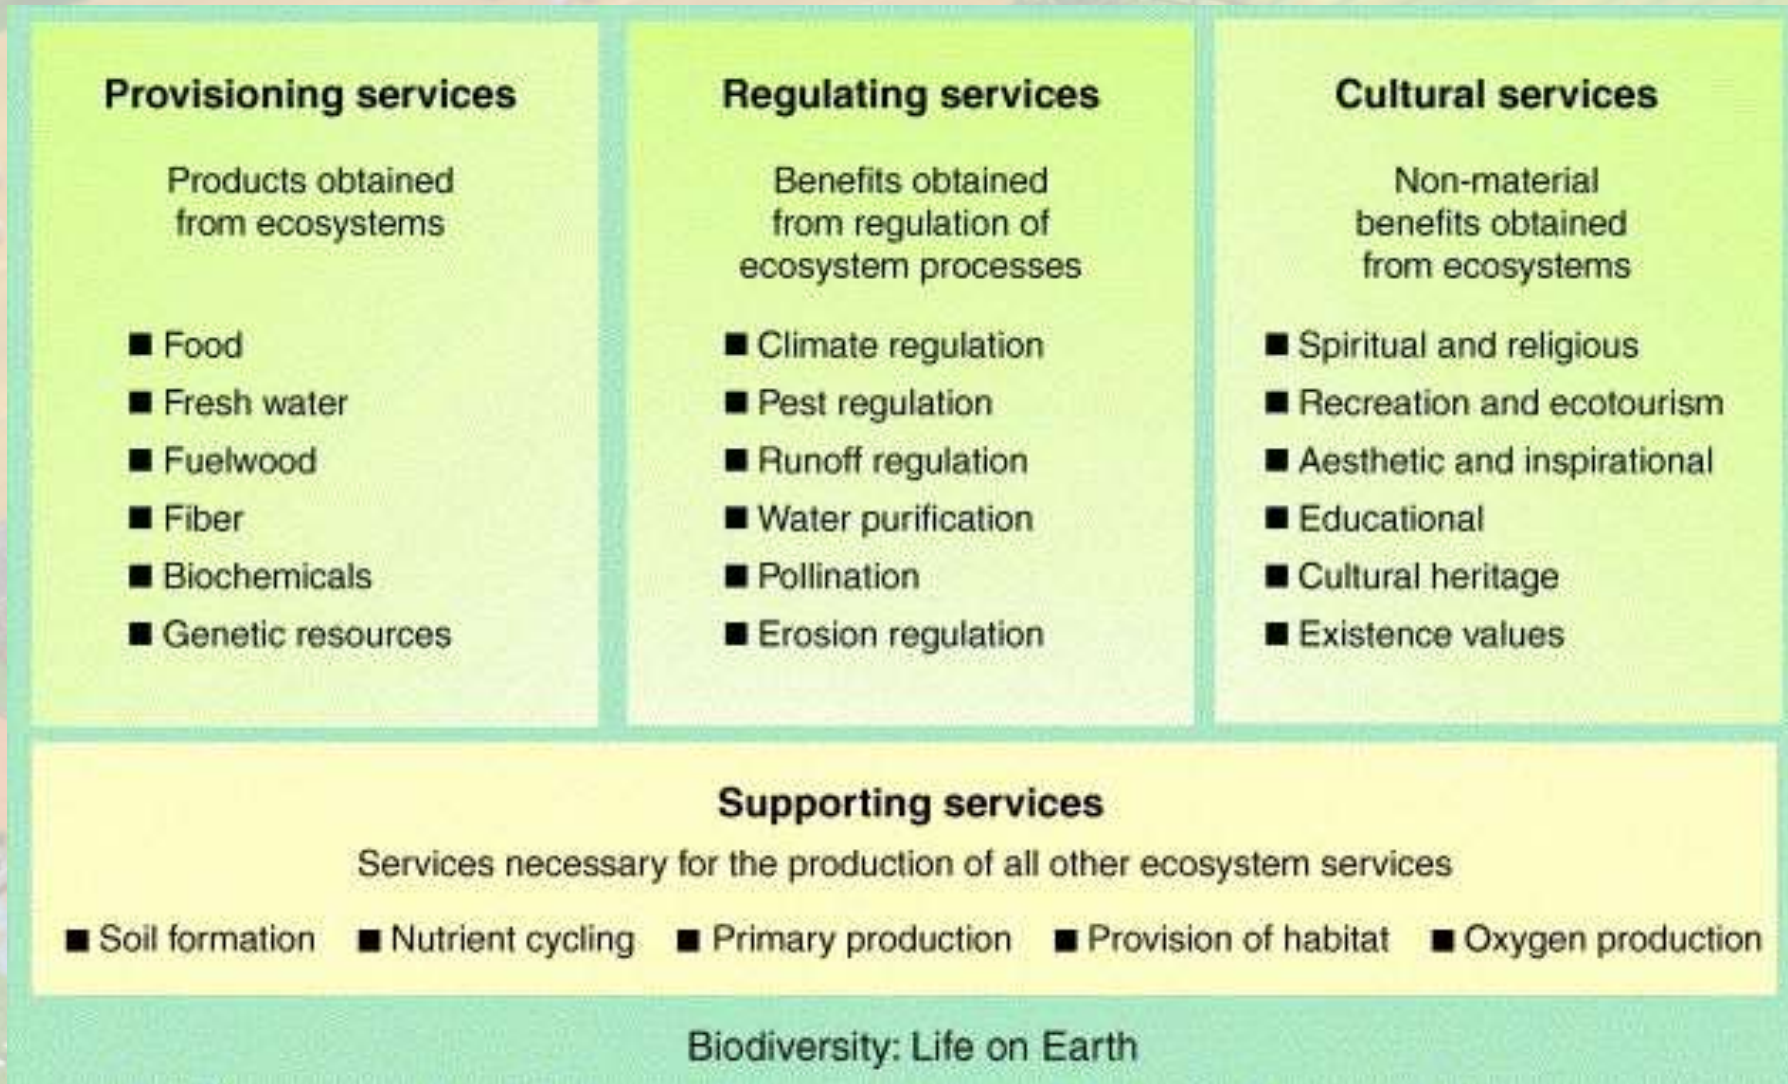 Provisioning services
Products obtained
from ecosystems
■ Food
■ Fresh water
■ Fuelwood
■ Fiber
■ Biochemicals
■ Genetic resources
Regulating services
Benefits obtained
from regulation of
ecosystem processes
■ Climate regulation
■ Pest regulation
■ Runoff regulation
■ Water purification
■ Pollination
■ Erosion regulation
Cultural services
Non-material
benefits obtained
from ecosystems
■ Spiritual and religious
■ Recreation and ecotourism
■ Aesthetic and inspirational
■ Educational
■ Cultural heritage
■ Existence values
Supporting services
Services necessary for the production of all other ecosystem services
■ Soil formation ■ Nutrient cycling ■ Primary production ■ Provision of habitat ■ Oxygen production
Biodiversity: Life on Earth